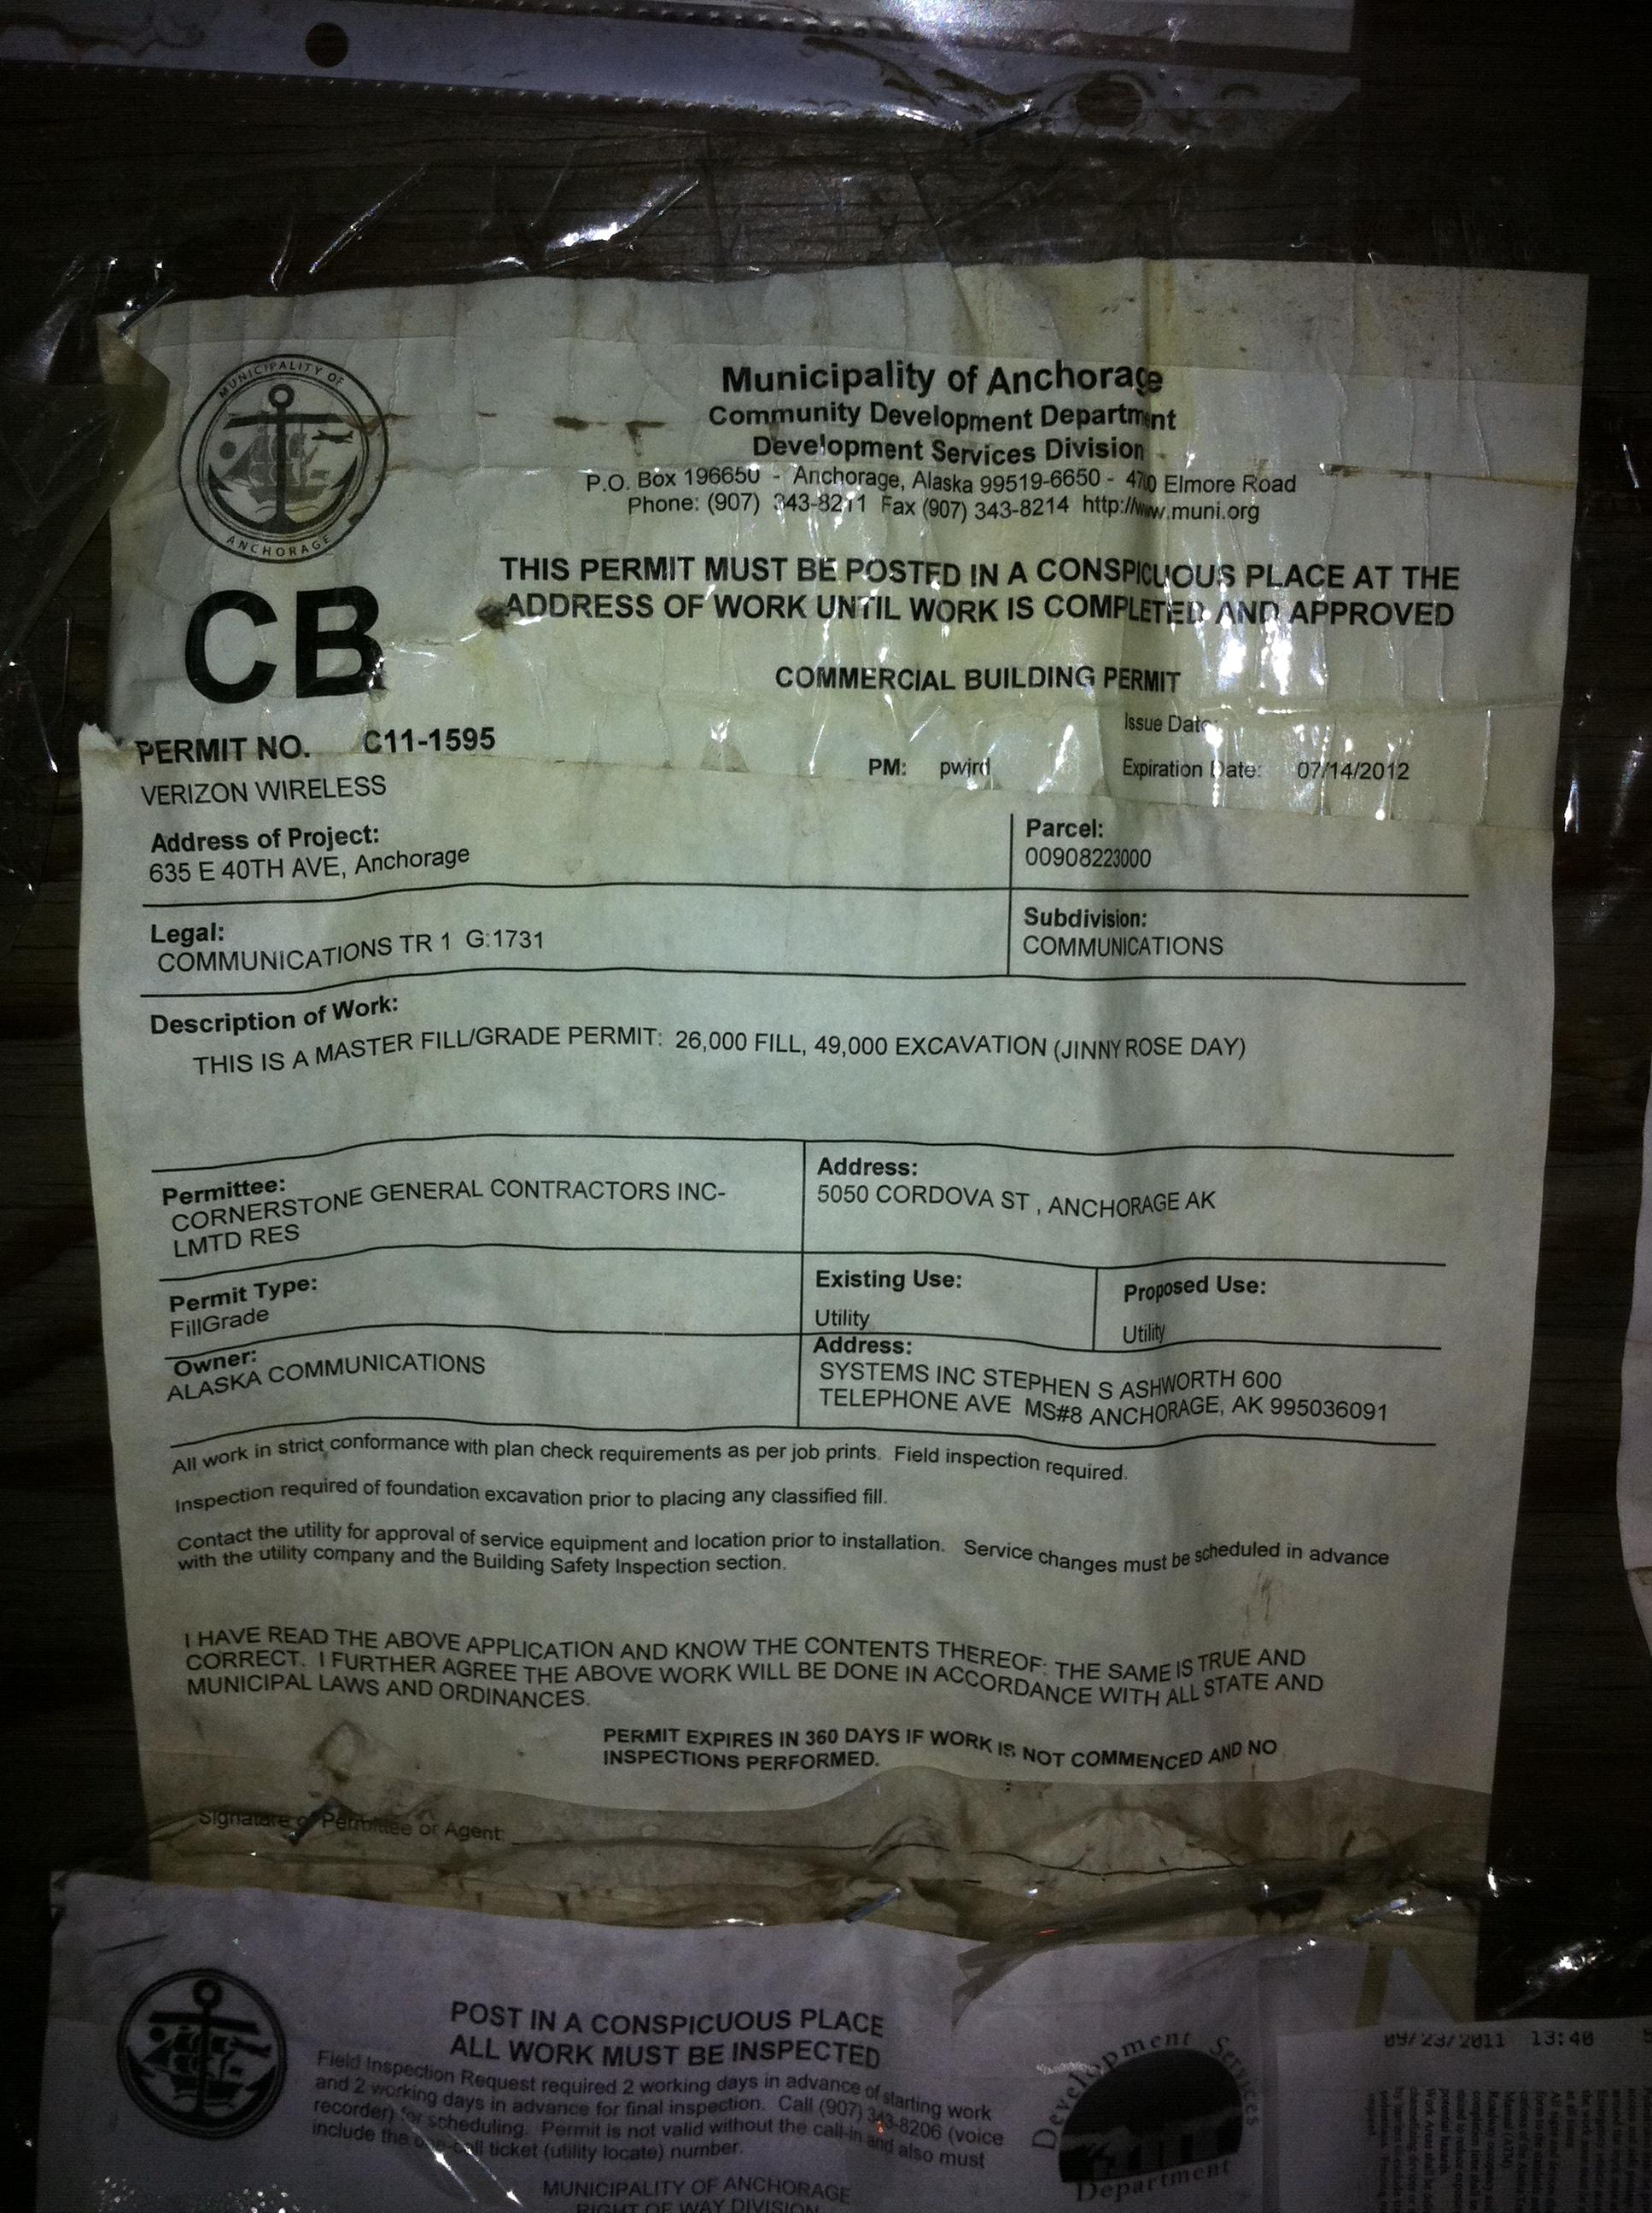 MUNICIPALITY OF
ANCHORAGE
Municipality of Anchorage
Community Development Department
Development Services Division
P.O. Box 196650 - Anchorage, Alaska 99519-6650 - Elmore Road
Phone: (907) 343-8211 Fax (907) 343-8214 http://www.muni.org
THIS PERMIT MUST BE POSTED IN A CONSPICUOUS PLACE AT THE
ADDRESS OF WORK UNTIL WORK IS COMPLETED AND APPROVED
CB
COMMERCIAL BUILDING PERMIT
Issue Date:
PERMIT NO. C11-1595
PM: Expiration Date: 07/14/2012
VERIZON WIRELESS
Address of Project:
635 E 40TH AVE, Anchorage
Parcel:
00908223000
Legal:
COMMUNICATIONS TR 1 G:1731
Subdivision:
COMMUNICATIONS
Description of Work:
THIS IS A MASTER FILL/GRADE PERMIT: 26,000 FILL, 49,000 EXCAVATION (JINNY ROSE DAY)
Permittee:
CORNERSTONE GENERAL CONTRACTORS INC-
LMTD RES
Address:
5050 CORDOVA ST , ANCHORAGE AK
Permit Type:
FillGrade
Existing Use:
Utility
Proposed Use:
Utility
Owner:
ALASKA COMMUNICATIONS
Address:
SYSTEMS INC STEPHEN S ASHWORTH 600
TELEPHONE AVE MS#8 ANCHORAGE, AK 995036091
All work in strict conformance with plan check requirements as per job prints. Field inspection required.
Inspection required of foundation excavation prior to placing any classified fill.
Contact the utility for approval of service equipment and location prior to installation. Service changes must be scheduled in advance
with the utility company and the Building Safety Inspection section.
I HAVE READ THE ABOVE APPLICATION AND KNOW THE CONTENTS THEREOF: THE SAME IS TRUE AND
CORRECT. I FURTHER AGREE THE ABOVE WORK WILL BE DONE IN ACCORDANCE WITH ALL STATE AND
MUNICIPAL LAWS AND ORDINANCES.
PERMIT EXPIRES IN 360 DAYS IF WORK IS NOT COMMENCED AND NO
INSPECTIONS PERFORMED.
Signature of Permittee or Agent:
POST IN A CONSPICUOUS PLACE
ALL WORK MUST BE INSPECTED
Field Inspection Request required 2 working days in advance of starting work
and 2 working days in advance for final inspection. Call (907) 343-8206 (voice
recorder) for scheduling. Permit is not valid without the call-in and also must
include the one-call ticket (utility locate) number.
MUNICIPALITY OF ANCHORAGE
RIGHT OF WAY DIVISION
Development Services
Department
09/23/2011 13:40